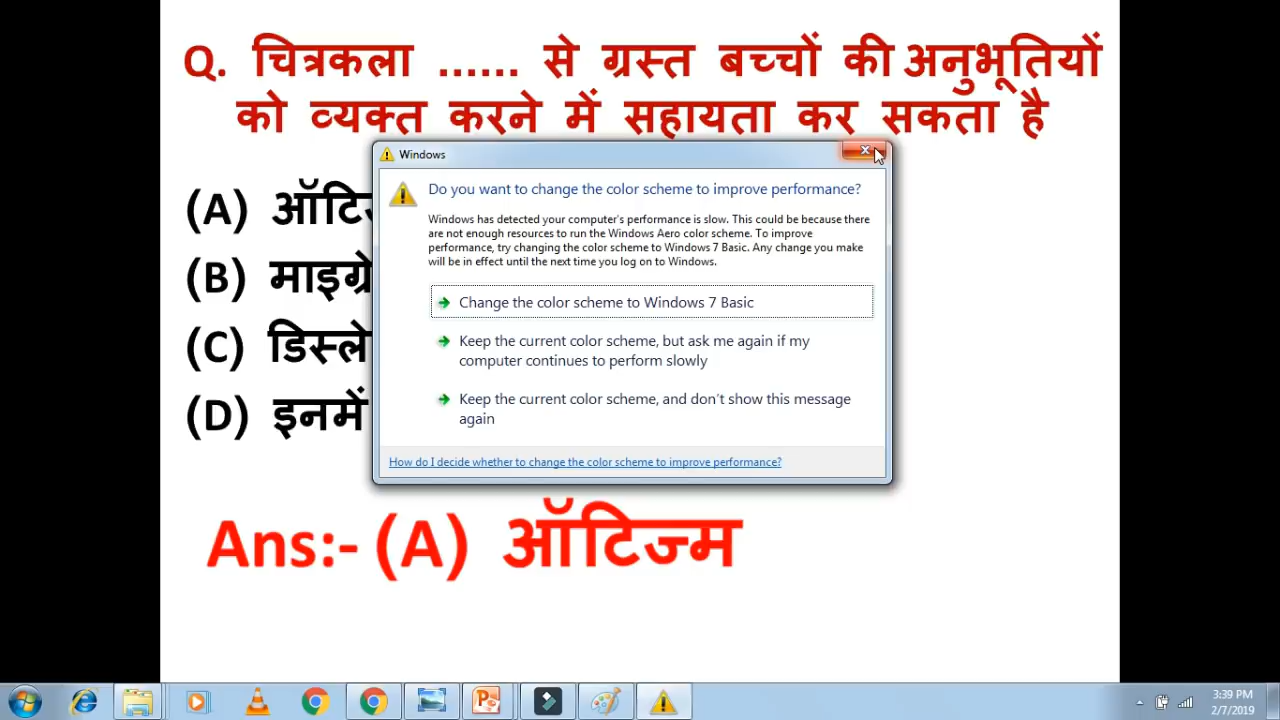 Q. चित्रकला ...... से ग्रस्त बच्चों की अनुभूतियों
को व्यक्त करने में सहायता कर सकता है
Windows
Do you want to change the color scheme to improve performance?
Windows has detected your computer's performance is slow. This could be because there
are not enough resources to run the Windows Aero color scheme. To improve
performance, try changing the color scheme to Windows 7 Basic. Any change you make
will be in effect until the next time you log on to Windows.
Change the color scheme to Windows 7 Basic
Keep the current color scheme, but ask me again if my
computer continues to perform slowly
Keep the current color scheme, and don't show this message
again
How do I decide whether to change the color scheme to improve performance?
(A)
(B)
(C)
(D) इनमें
Ans:- (A) ऑटिज्म
3:39 PM
2/7/2019